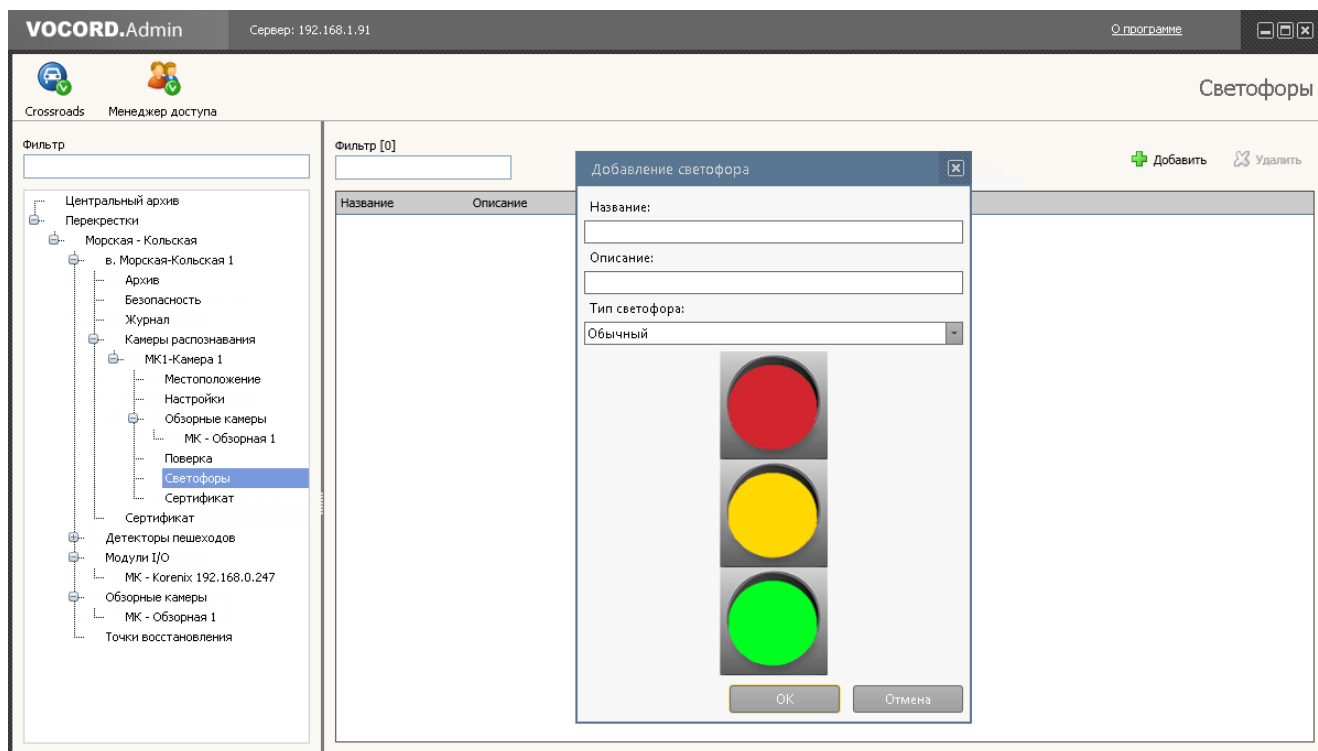 VOCORD.Admin
Сервер: 192.168.1.91
О программе
Crossroads
Менеджер доступа
Светофоры
Фильтр
Фильтр [0]
Добавить
Удалить
Центральный архив
Перекрестки
Морская - Кольская
в. Морская-Кольская 1
Архив
Безопасность
Журнал
Камеры распознавания
МК1-Камера 1
Местоположение
Настройки
Обзорные камеры
МК - Обзорная 1
Поверка
Светофоры
Сертификат
Сертификат
Детекторы пешеходов
Модули I/O
МК - Korenix 192.168.0.247
Обзорные камеры
МК - Обзорная 1
Точки восстановления
Название
Описание
Добавление светофора
Название:
Описание:
Тип светофора:
Обычный
OK
Отмена